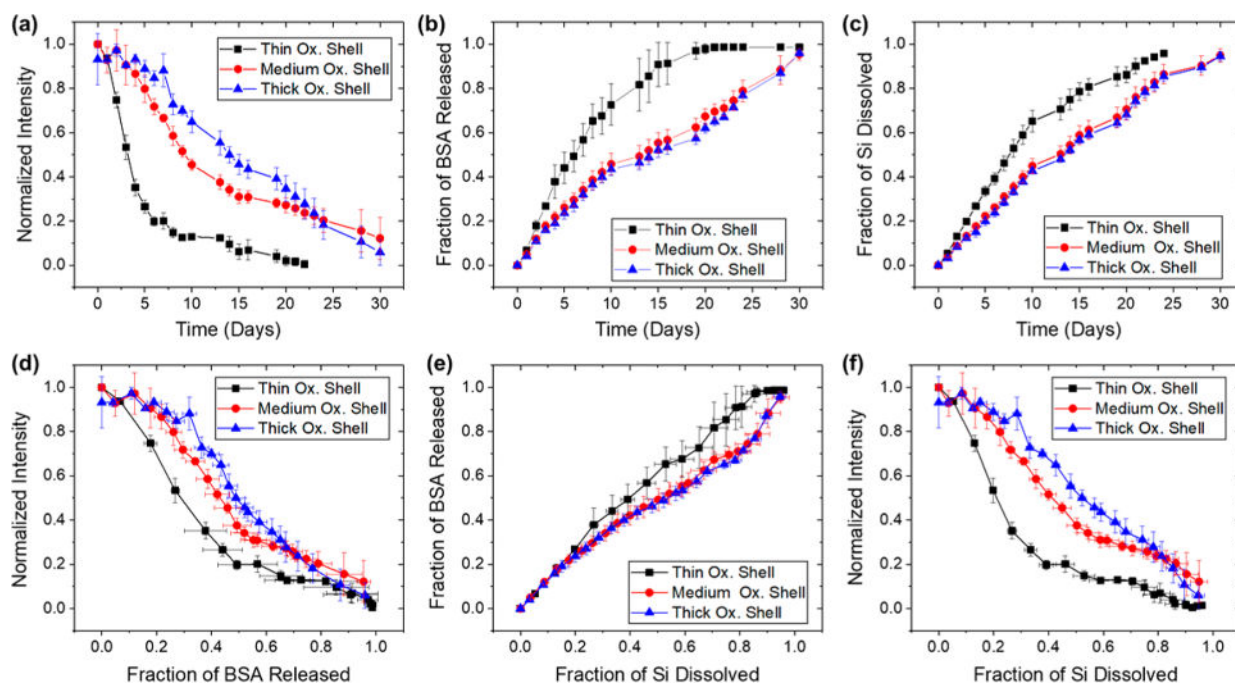 (a)
Normalized Intensity
1.0
0.8
0.6
0.4
0.2
0.0
Thin Ox. Shell
Medium Ox. Shell
Thick Ox. Shell
0 5 10 15 20 25 30
Time (Days)
(b)
Fraction of BSA Released
1.0
0.8
0.6
0.4
0.2
0.0
Thin Ox. Shell
Medium Ox. Shell
Thick Ox. Shell
0 5 10 15 20 25 30
Time (Days)
(c)
Fraction of Si Dissolved
1.0
0.8
0.6
0.4
0.2
0.0
Thin Ox. Shell
Medium Ox. Shell
Thick Ox. Shell
0 5 10 15 20 25 30
Time (Days)
(d)
Normalized Intensity
1.0
0.8
0.6
0.4
0.2
0.0
Thin Ox. Shell
Medium Ox. Shell
Thick Ox. Shell
0.0 0.2 0.4 0.6 0.8 1.0
Fraction of BSA Released
(e)
Fraction of BSA Released
1.0
0.8
0.6
0.4
0.2
0.0
Thin Ox. Shell
Medium Ox. Shell
Thick Ox. Shell
0.0 0.2 0.4 0.6 0.8 1.0
Fraction of Si Dissolved
(f)
Normalized Intensity
1.0
0.8
0.6
0.4
0.2
0.0
Thin Ox. Shell
Medium Ox. Shell
Thick Ox. Shell
0.0 0.2 0.4 0.6 0.8 1.0
Fraction of Si Dissolved